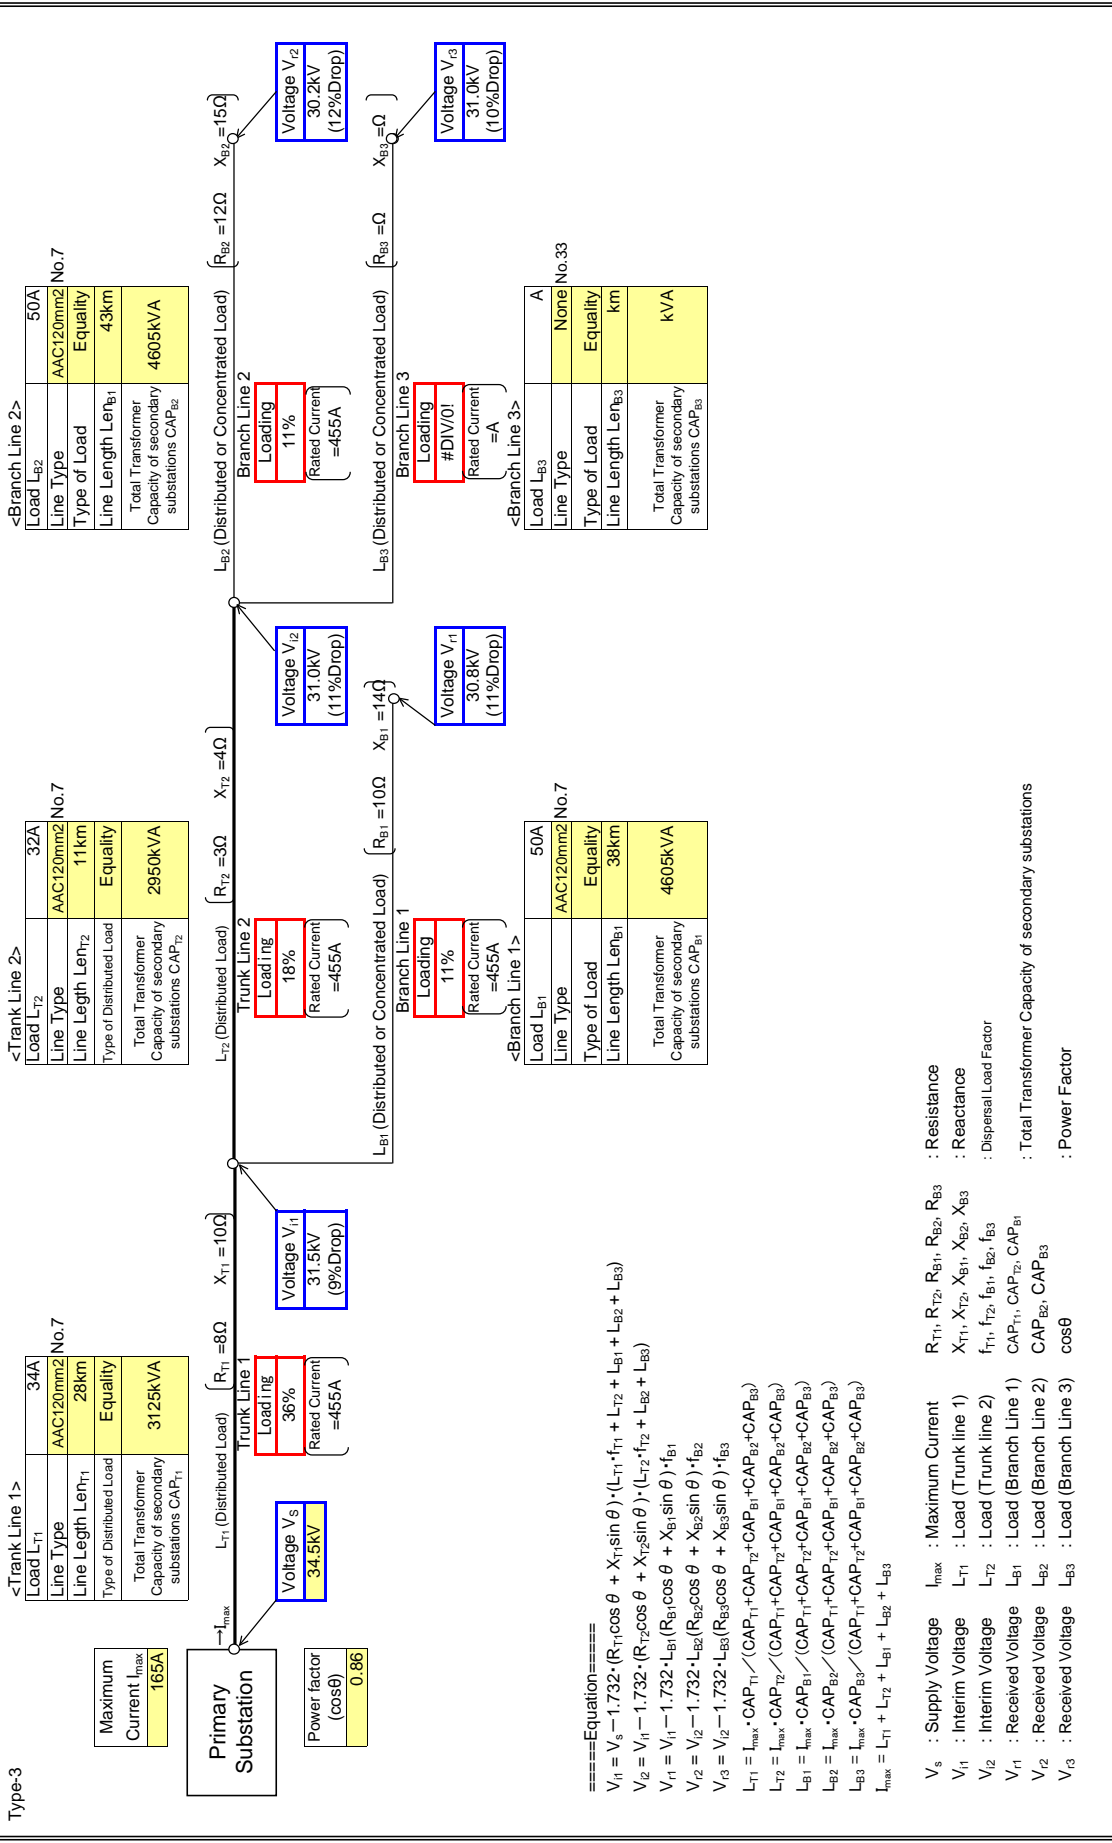 Type-3
Maximum
Current Imax
165A
Primary
Substation
Power factor
(cosθ)
0.86
→Imax
Voltage VS
34.5kV
<Trank Line 1>
Load LT1 34A
Line Type AAC120mm2 No.7
Line Legth LenT1 28km
Type of Distributed Load Equality
Total Transformer
Capacity of secondary
substations CAPT1
3125kVA
LT1 (Distributed Load) (RT1 =8Ω XT1 =10Ω)
Trunk Line 1
Loading
36%
Rated Current
=455A
Voltage Vi1
31.5kV
(9%Drop)
<Trank Line 2>
Load LT2 32A
Line Type AAC120mm2 No.7
Line Legth LenT2 11km
Type of Distributed Load Equality
Total Transformer
Capacity of secondary
substations CAPT2
2950kVA
LT2 (Distributed Load) (RT2 =3Ω XT2 =4Ω)
Trunk Line 2
Loading
18%
Rated Current
=455A
Voltage Vi2
31.0kV
(11%Drop)
LB1 (Distributed or Concentrated Load) (RB1 =10Ω XB1 =14Ω)
Branch Line 1
Loading
11%
Rated Current
=455A
Voltage Vr1
30.8kV
(11%Drop)
<Branch Line 1>
Load LB1 50A
Line Type AAC120mm2 No.7
Type of Load Equality
Line Length LenB1 38km
Total Transformer
Capacity of secondary
substations CAPB1
4605kVA
<Branch Line 2>
Load LB2 50A
Line Type AAC120mm2 No.7
Type of Load Equality
Line Length LenB1 43km
Total Transformer
Capacity of secondary
substations CAPB2
4605kVA
LB2 (Distributed or Concentrated Load) (RB2 =12Ω XB2 =15Ω)
Branch Line 2
Loading
11%
Rated Current
=455A
Voltage Vr2
30.2kV
(12%Drop)
LB3 (Distributed or Concentrated Load) (RB3 =Ω XB3 =Ω)
Branch Line 3
Loading
#DIV/0!
Rated Current
=A
Voltage Vr3
31.0kV
(10%Drop)
<Branch Line 3>
Load LB3 A
Line Type None No.33
Type of Load Equality
Line Length LenB3 km
Total Transformer
Capacity of secondary
substations CAPB3
kVA
=====Equation=====
Vi1 = VS−1.732・(RT1cos θ + XT1sin θ)・(LT1・fT1 + LT2 + LB1 + LB2 + LB3)
Vi2 = Vi1−1.732・(RT2cos θ + XT2sin θ)・(LT2・fT2 + LB2 + LB3)
Vr1 = Vi1−1.732・LB1(RB1cos θ + XB1sin θ)・fB1
Vr2 = Vi2−1.732・LB2(RB2cos θ + XB2sin θ)・fB2
Vr3 = Vi2−1.732・LB3(RB3cos θ + XB3sin θ)・fB3
LT1 = Imax・CAPT1／(CAPT1+CAPT2+CAPB1+CAPB2+CAPB3)
LT2 = Imax・CAPT2／(CAPT1+CAPT2+CAPB1+CAPB2+CAPB3)
LB1 = Imax・CAPB1／(CAPT1+CAPT2+CAPB1+CAPB2+CAPB3)
LB2 = Imax・CAPB2／(CAPT1+CAPT2+CAPB1+CAPB2+CAPB3)
LB3 = Imax・CAPB3／(CAPT1+CAPT2+CAPB1+CAPB2+CAPB3)
Imax = LT1 + LT2 + LB1 + LB2 + LB3
Vs : Supply Voltage Imax : Maximum Current RT1, RT2, RB1, RB2, RB3 : Resistance
Vi1 : Interim Voltage LT1 : Load (Trunk line 1) XT1, XT2, XB1, XB2, XB3 : Reactance
Vi2 : Interim Voltage LT2 : Load (Trunk line 2) fT1, fT2, fB1, fB2, fB3 : Dispersal Load Factor
Vr1 : Received Voltage LB1 : Load (Branch Line 1) CAPT1, CAPT2, CAPB1 : Total Transformer Capacity of secondary substations
Vr2 : Received Voltage LB2 : Load (Branch Line 2) CAPB2, CAPB3
Vr3 : Received Voltage LB3 : Load (Branch Line 3) cosθ : Power Factor